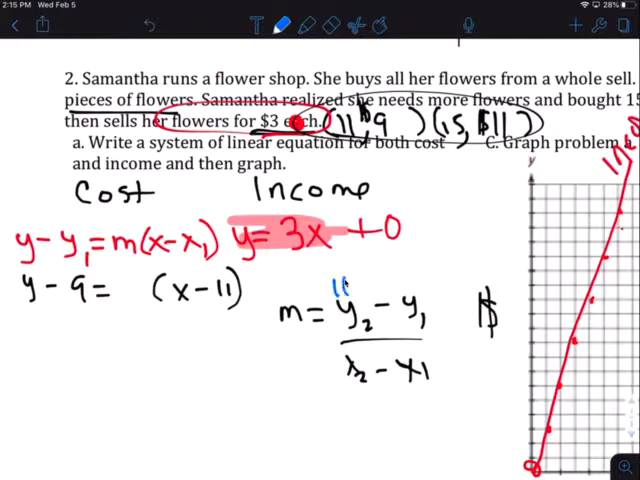 2:15 PM Wed Feb 5
28%
2. Samantha runs a flower shop. She buys all her flowers from a whole sell.
pieces of flowers. Samantha realized she needs more flowers and bought 15
then sells her flowers for $3 each. (11, $9) (15, $11)
a. Write a system of linear equation for both cost C. Graph problem a.
and income and then graph.
Cost Income
y-y₁=m(x-x₁) y=3x+0
y-9= (x-11)
11
m= y₂-y₁
x₂-x₁
y